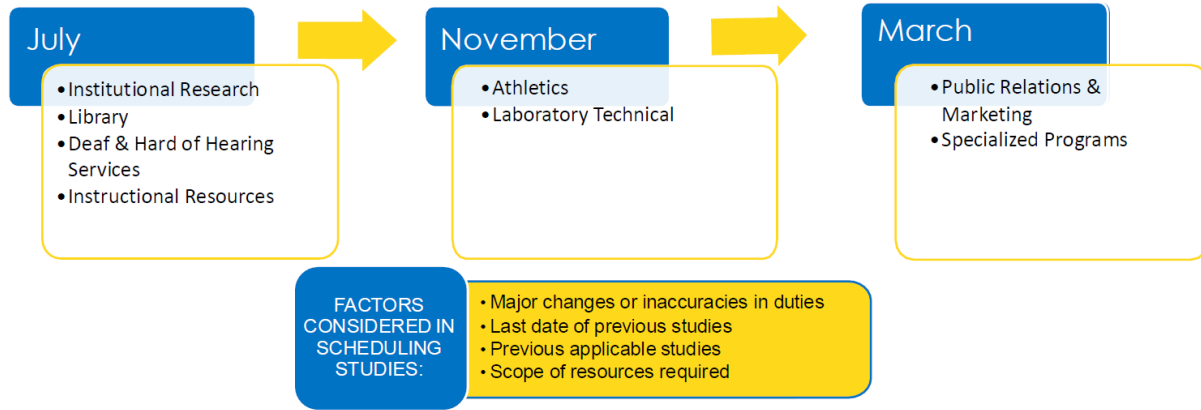 July
•Institutional Research
•Library
•Deaf & Hard of Hearing
Services
•Instructional Resources
November
•Athletics
•Laboratory Technical
March
•Public Relations &
Marketing
•Specialized Programs
FACTORS
CONSIDERED IN
SCHEDULING
STUDIES:
• Major changes or inaccuracies in duties
• Last date of previous studies
• Previous applicable studies
• Scope of resources required